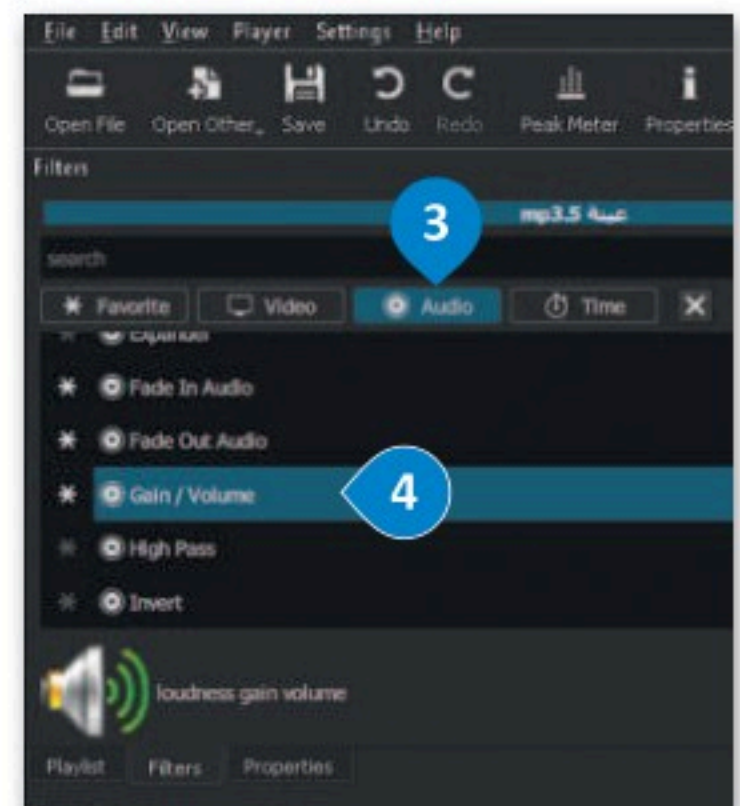 File Edit View Player Settings Help
Open File Open Other Save Undo Redo Peak Meter Properties
Filters
عينة 5.mp3
3
search
Favorite Video Audio Time
Expander
Fade In Audio
Fade Out Audio
Gain / Volume
4
High Pass
Invert
loudness gain volume
Playlist Filters Properties